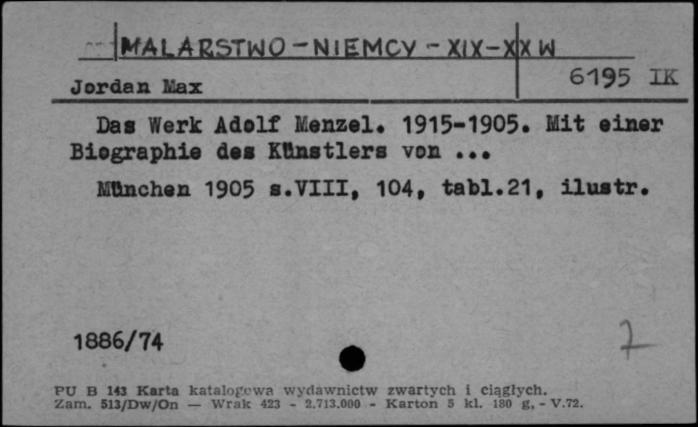 MALARSTWO - NIEMCY - XIX-XX W
6195 IK
Jordan Max
Das Werk Adolf Menzel. 1915-1905. Mit einer
Biographie des Künstlers von ...
München 1905 s.VIII, 104, tabl.21, ilustr.
1886/74
7
PU B 143 Karta katalogowa wydawnictw zwartych i ciągłych.
Zam. 513/Dw/On — Wrak 423 - 2.713.000 - Karton 5 kl. 180 g, - V.72.